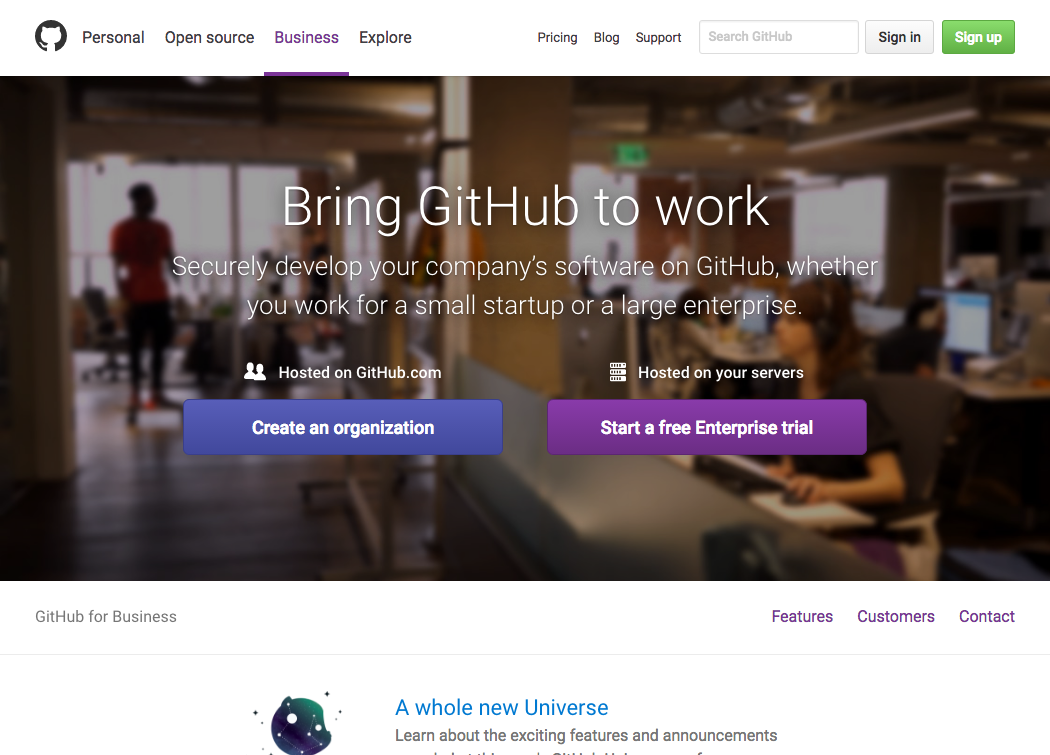 Personal Open source Business Explore Pricing Blog Support Search GitHub Sign in Sign up
Bring GitHub to work
Securely develop your company's software on GitHub, whether
you work for a small startup or a large enterprise.
Hosted on GitHub.com
Create an organization
Hosted on your servers
Start a free Enterprise trial
GitHub for Business Features Customers Contact
A whole new Universe
Learn about the exciting features and announcements